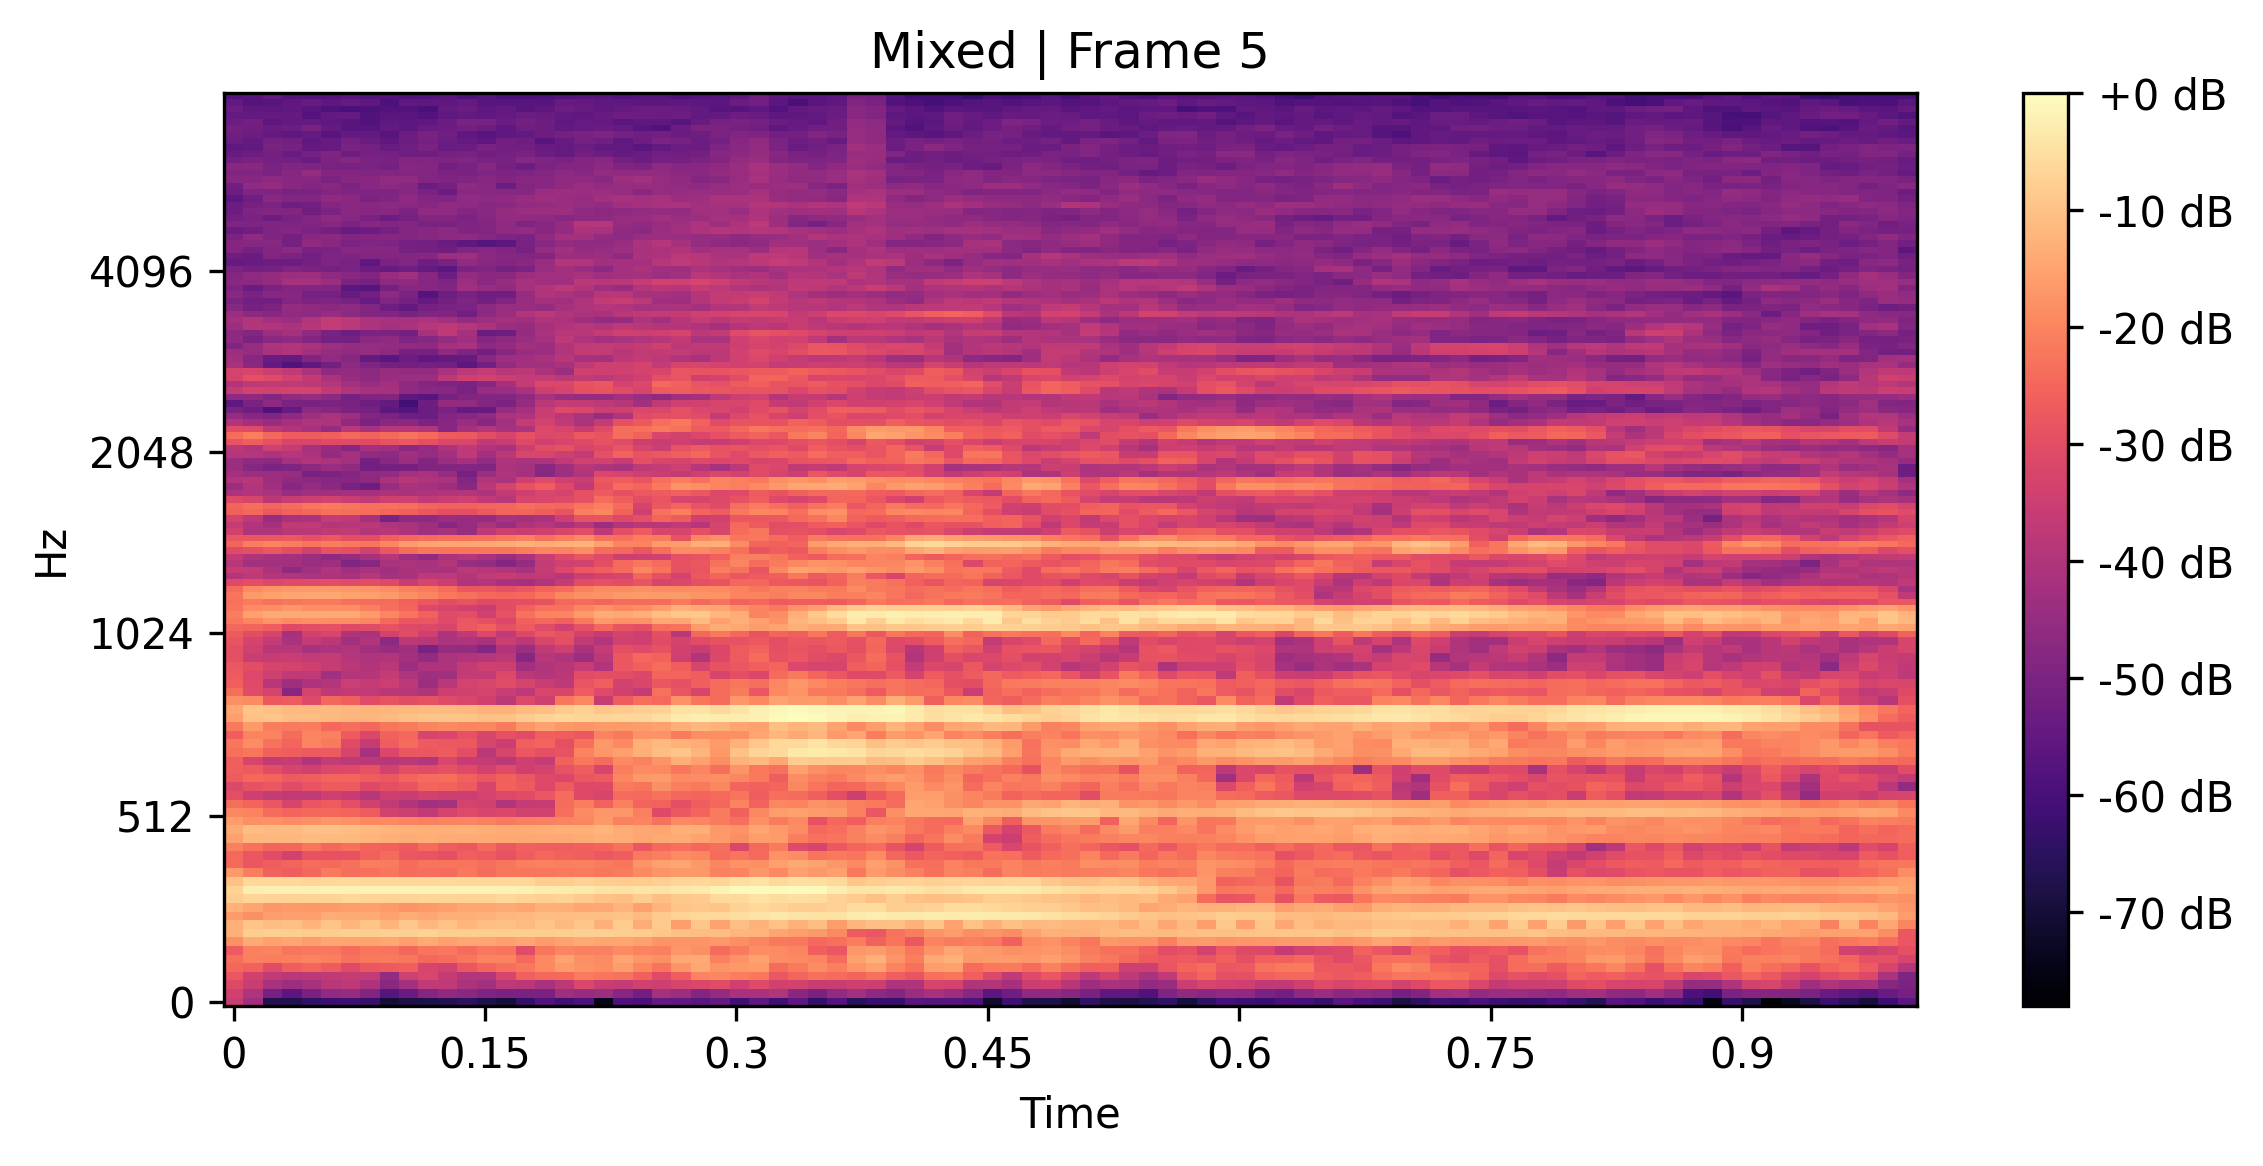 Mixed | Frame 5
+0 dB
-10 dB
-20 dB
-30 dB
-40 dB
-50 dB
-60 dB
-70 dB
4096
2048
1024
512
0
Hz
0 0.15 0.3 0.45 0.6 0.75 0.9
Time